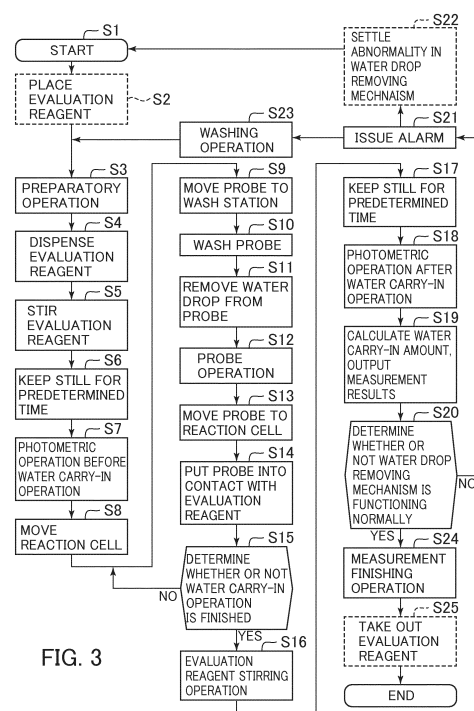 S1
START
S2
PLACE
EVALUATION
REAGENT
S3
PREPARATORY
OPERATION
S4
DISPENSE
EVALUATION
REAGENT
S5
STIR
EVALUATION
REAGENT
S6
KEEP STILL FOR
PREDETERMINED
TIME
S7
PHOTOMETRIC
OPERATION BEFORE
WATER CARRY-IN
OPERATION
S8
MOVE
REACTION CELL
S23
WASHING
OPERATION
S9
MOVE PROBE TO
WASH STATION
S10
WASH PROBE
S11
REMOVE WATER
DROP FROM
PROBE
S12
PROBE
OPERATION
S13
MOVE PROBE TO
REACTION CELL
S14
PUT PROBE INTO
CONTACT WITH
EVALUATION
REAGENT
S15
DETERMINE
WHETHER OR NOT
WATER CARRY-IN
OPERATION
IS FINISHED
NO
YES
S16
EVALUATION
REAGENT STIRRING
OPERATION
S22
SETTLE
ABNORMALITY IN
WATER DROP
REMOVING
MECHNAISM
S21
ISSUE ALARM
S17
KEEP STILL FOR
PREDETERMINED
TIME
S18
PHOTOMETRIC
OPERATION AFTER
WATER CARRY-IN
OPERATION
S19
CALCULATE WATER
CARRY-IN AMOUNT,
OUTPUT
MEASUREMENT
RESULTS
S20
DETERMINE
WHETHER OR
NOT WATER DROP
REMOVING
MECHANISM IS
FUNCTIONING
NORMALLY
NO
YES
S24
MEASUREMENT
FINISHING
OPERATION
S25
TAKE OUT
EVALUATION
REAGENT
END
FIG. 3